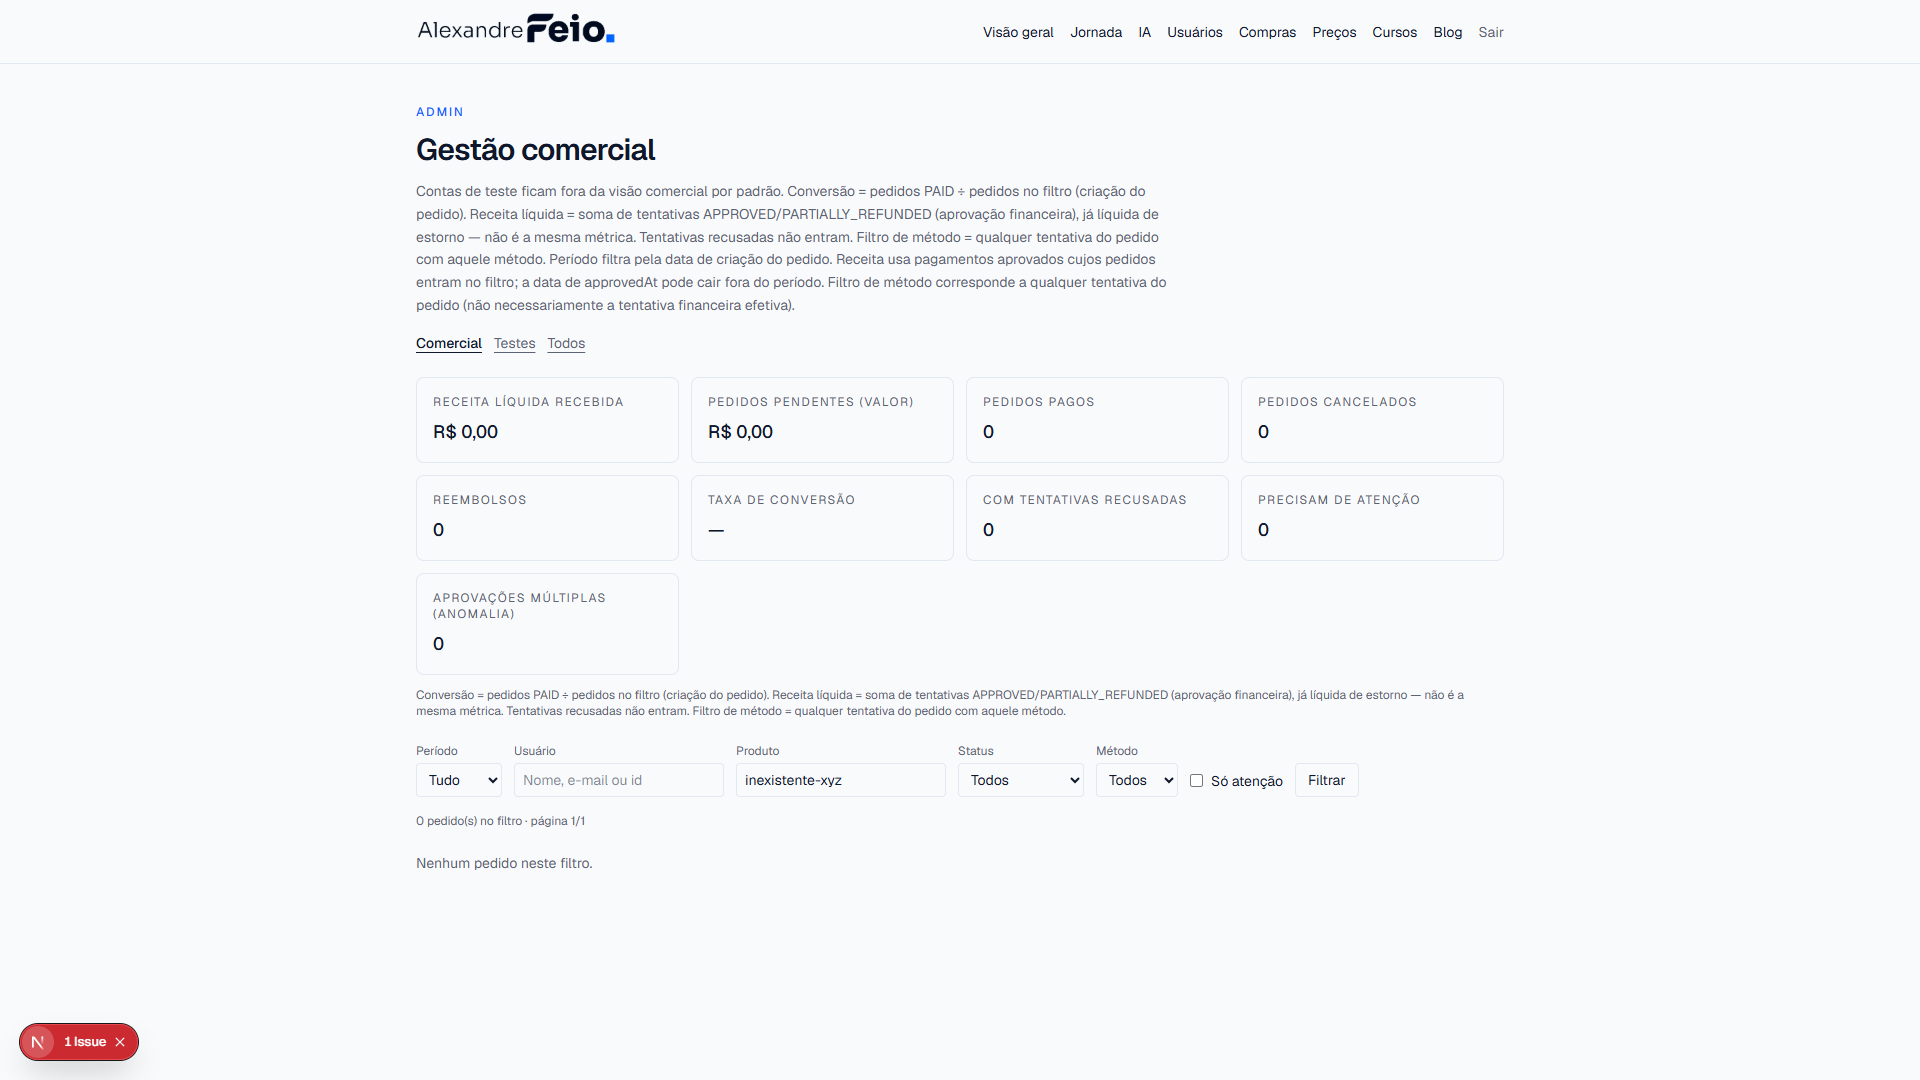 Alexandre Feio.
Visão geral Jornada IA Usuários Compras Preços Cursos Blog Sair
ADMIN
Gestão comercial
Contas de teste ficam fora da visão comercial por padrão. Conversão = pedidos PAID ÷ pedidos no filtro (criação do
pedido). Receita líquida = soma de tentativas APPROVED/PARTIALLY_REFUNDED (aprovação financeira), já líquida de
estorno — não é a mesma métrica. Tentativas recusadas não entram. Filtro de método = qualquer tentativa do pedido
com aquele método. Período filtra pela data de criação do pedido. Receita usa pagamentos aprovados cujos pedidos
entram no filtro; a data de approvedAt pode cair fora do período. Filtro de método corresponde a qualquer tentativa do
pedido (não necessariamente a tentativa financeira efetiva).
Comercial Testes Todos
RECEITA LÍQUIDA RECEBIDA
R$ 0,00
PEDIDOS PENDENTES (VALOR)
R$ 0,00
PEDIDOS PAGOS
0
PEDIDOS CANCELADOS
0
REEMBOLSOS
0
TAXA DE CONVERSÃO
—
COM TENTATIVAS RECUSADAS
0
PRECISAM DE ATENÇÃO
0
APROVAÇÕES MÚLTIPLAS
(ANOMALIA)
0
Conversão = pedidos PAID ÷ pedidos no filtro (criação do pedido). Receita líquida = soma de tentativas APPROVED/PARTIALLY_REFUNDED (aprovação financeira), já líquida de estorno — não é a
mesma métrica. Tentativas recusadas não entram. Filtro de método = qualquer tentativa do pedido com aquele método.
Período Usuário Produto Status Método
Tudo Nome, e-mail ou id inexistente-xyz Todos Todos Só atenção Filtrar
0 pedido(s) no filtro · página 1/1
Nenhum pedido neste filtro.
N 1 Issue